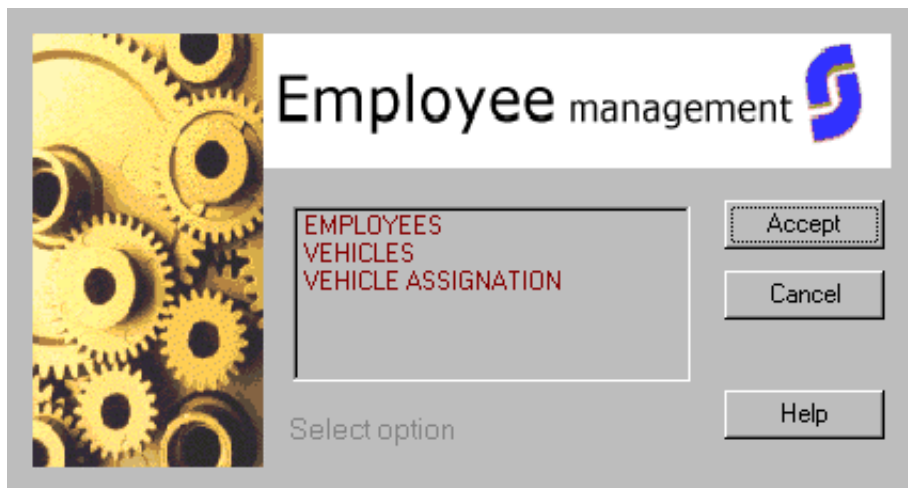 Employee management
EMPLOYEES
VEHICLES
VEHICLE ASSIGNATION
Accept
Cancel
Help
Select option